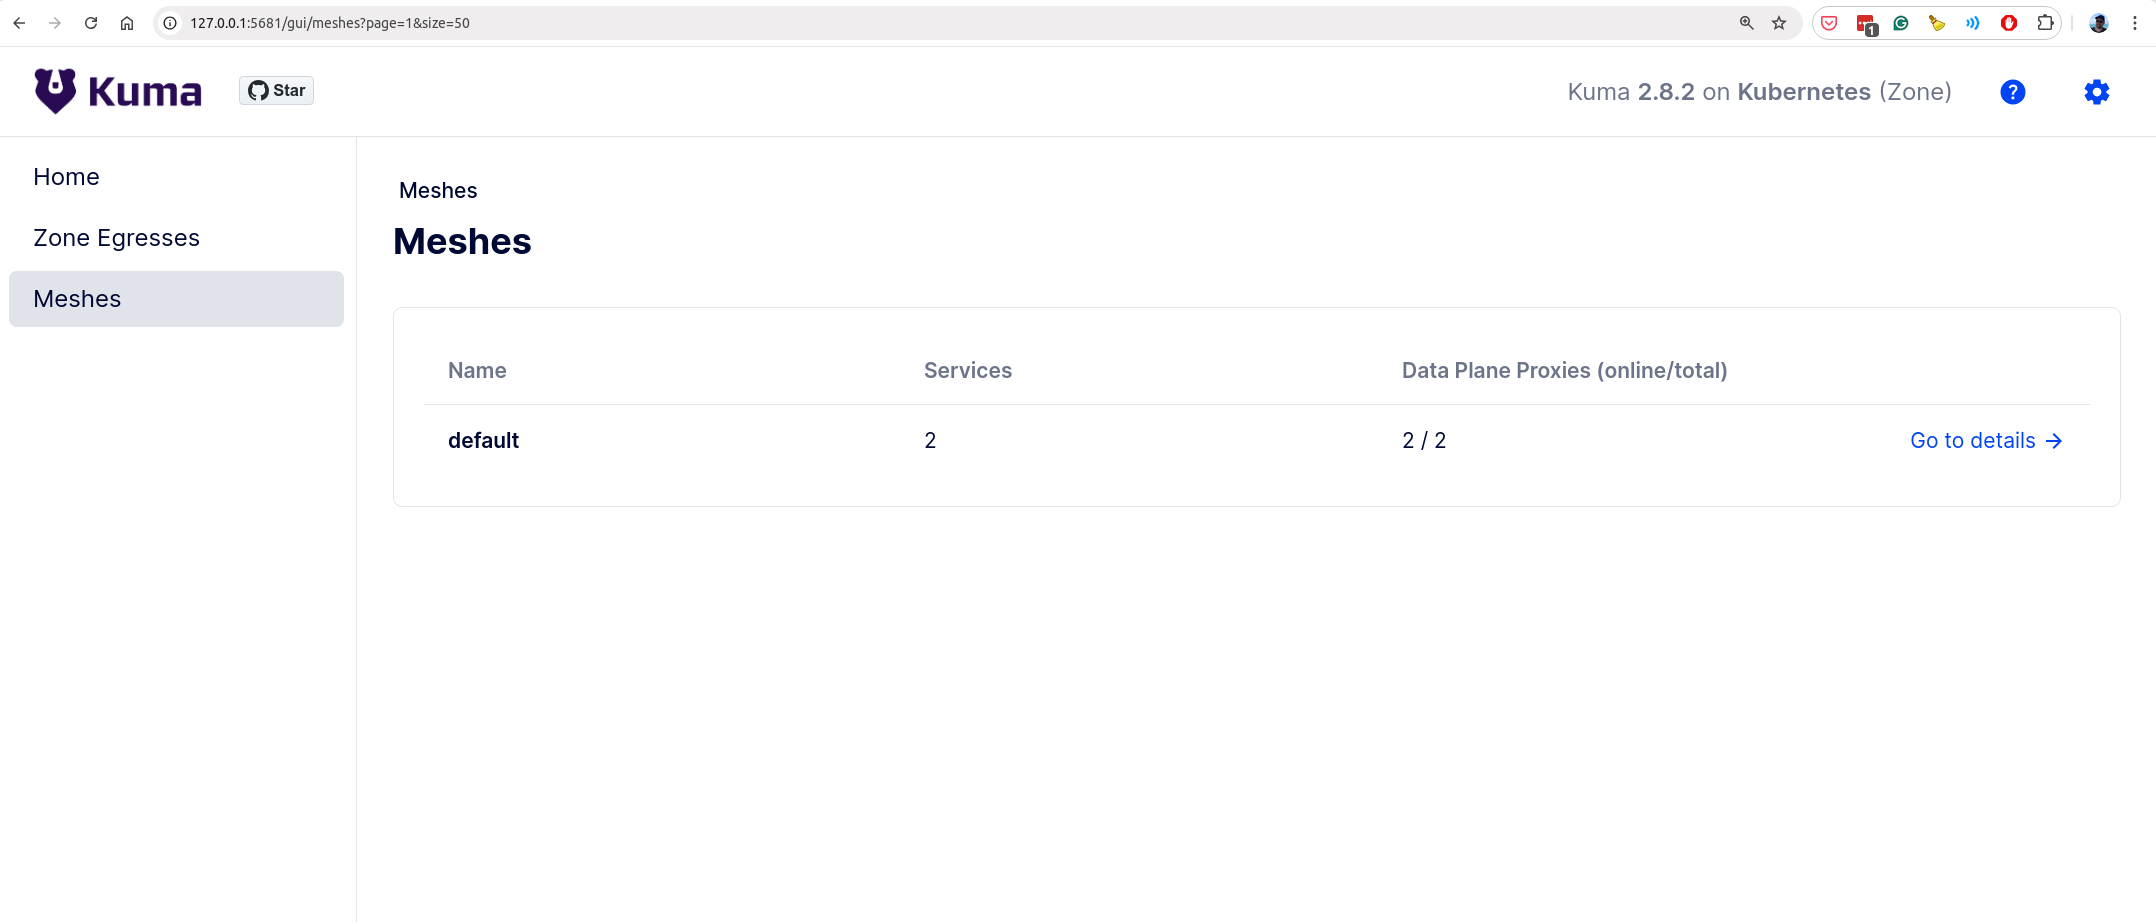 127.0.0.1:5681/gui/meshes?page=1&size=50
1
Kuma
Star
Kuma 2.8.2 on Kubernetes (Zone)
?
Home
Zone Egresses
Meshes
Meshes
Meshes
Name Services Data Plane Proxies (online/total)
default 2 2 / 2 Go to details →